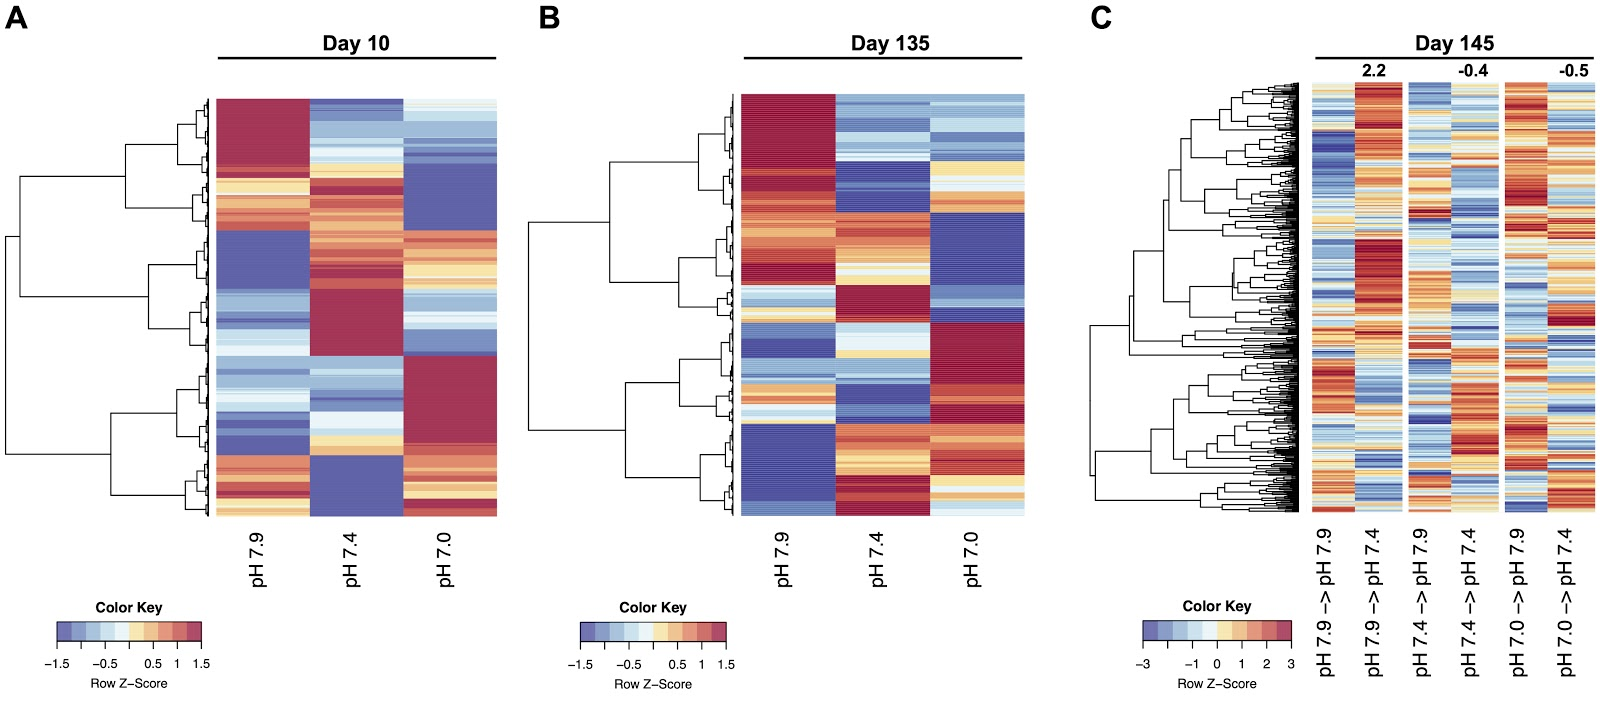 A
Day 10
pH 7.9
pH 7.4
pH 7.0
Color Key
−1.5 −0.5 0.5 1 1.5
Row Z−Score
B
Day 135
pH 7.9
pH 7.4
pH 7.0
Color Key
−1.5 −0.5 0.5 1 1.5
Row Z−Score
C
Day 145
2.2 -0.4 -0.5
pH 7.9 −> pH 7.9
pH 7.9 −> pH 7.4
pH 7.4 −> pH 7.9
pH 7.4 −> pH 7.4
pH 7.0 −> pH 7.9
pH 7.0 −> pH 7.4
Color Key
−3 −1 0 1 2 3
Row Z−Score